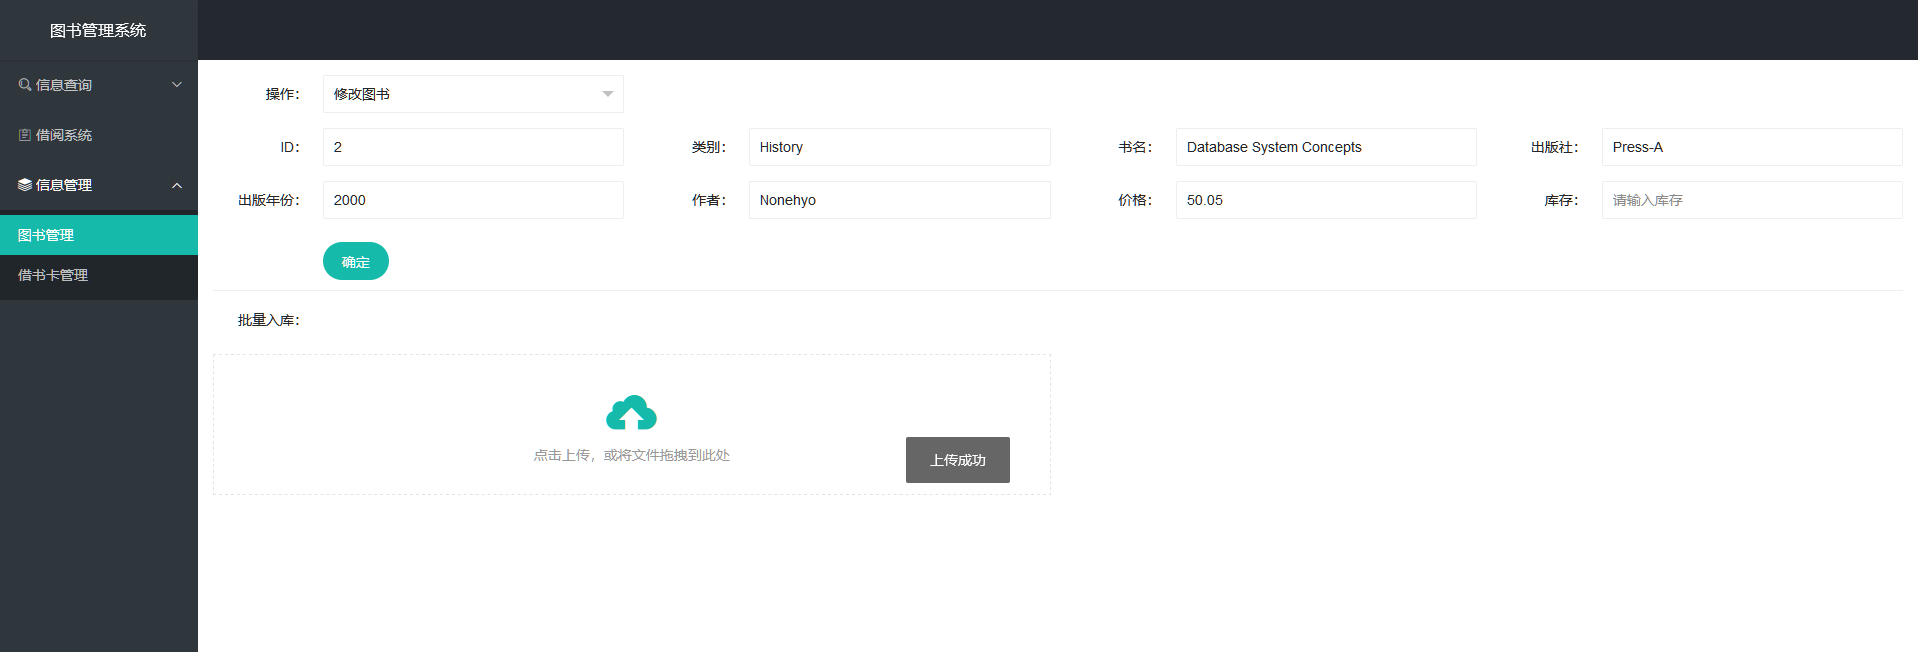 图书管理系统
信息查询
借阅系统
信息管理
图书管理
借书卡管理
操作： 修改图书
ID： 2 类别： History 书名： Database System Concepts 出版社： Press-A
出版年份： 2000 作者： Nonehyo 价格： 50.05 库存： 请输入库存
确定
批量入库：
点击上传，或将文件拖拽到此处
上传成功